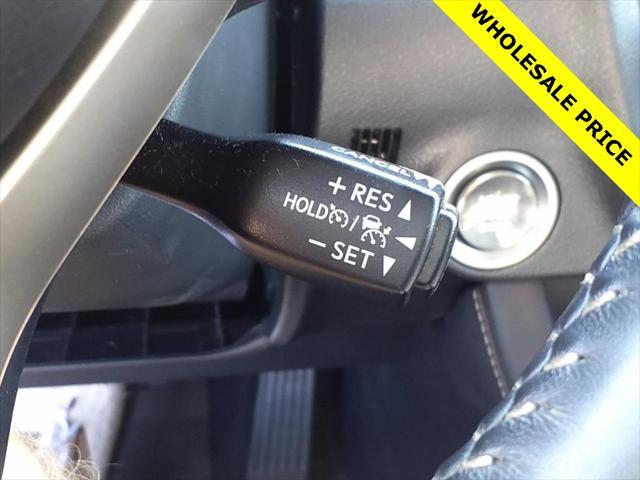 WHOLESALE PRICE
CANCEL
+ RES
HOLD /
− SET